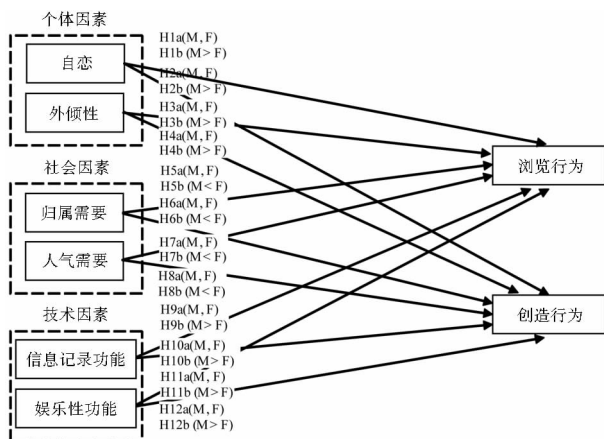 个体因素
自恋
外倾性
社会因素
归属需要
人气需要
技术因素
信息记录功能
娱乐性功能
H1a(M, F)
H1b (M> F)
H2a(M, F)
H2b (M> F)
H3a(M, F)
H3b (M> F)
H4a(M, F)
H4b (M> F)
H5a(M, F)
H5b (M< F)
H6a(M, F)
H6b (M< F)
H7a(M, F)
H7b (M< F)
H8a(M, F)
H8b (M< F)
H9a(M, F)
H9b (M> F)
H10a(M, F)
H10b (M> F)
H11a(M, F)
H11b (M> F)
H12a(M, F)
H12b (M> F)
浏览行为
创造行为